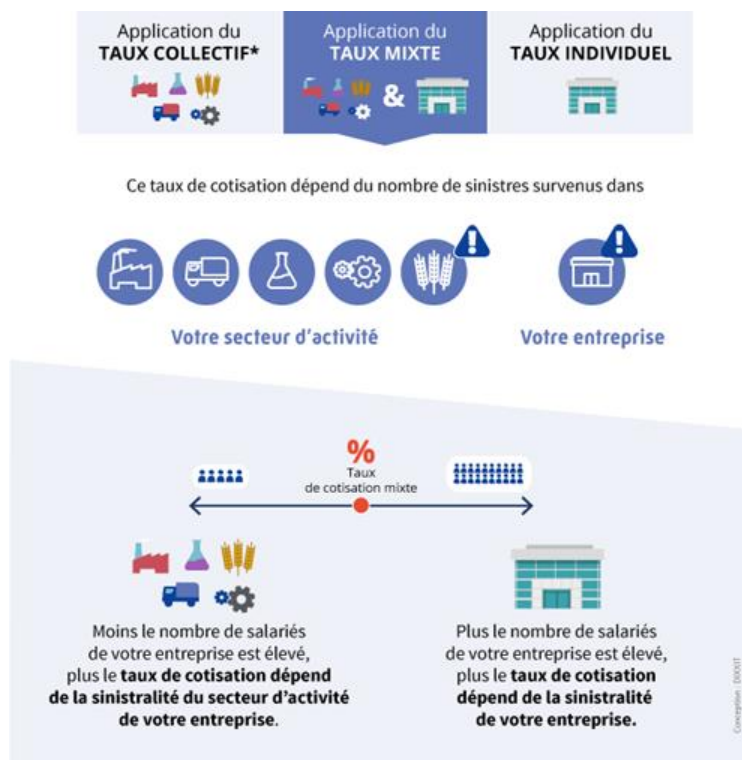 Application du
TAUX COLLECTIF*
Application du
TAUX MIXTE
&
Application du
TAUX INDIVIDUEL
Ce taux de cotisation dépend du nombre de sinistres survenus dans
Votre secteur d'activité
Votre entreprise
%
Taux
de cotisation mixte
Moins le nombre de salariés
de votre entreprise est élevé,
plus le taux de cotisation dépend
de la sinistralité du secteur d'activité
de votre entreprise.
Plus le nombre de salariés
de votre entreprise est élevé,
plus le taux de cotisation
dépend de la sinistralité
de votre entreprise.
Conception :